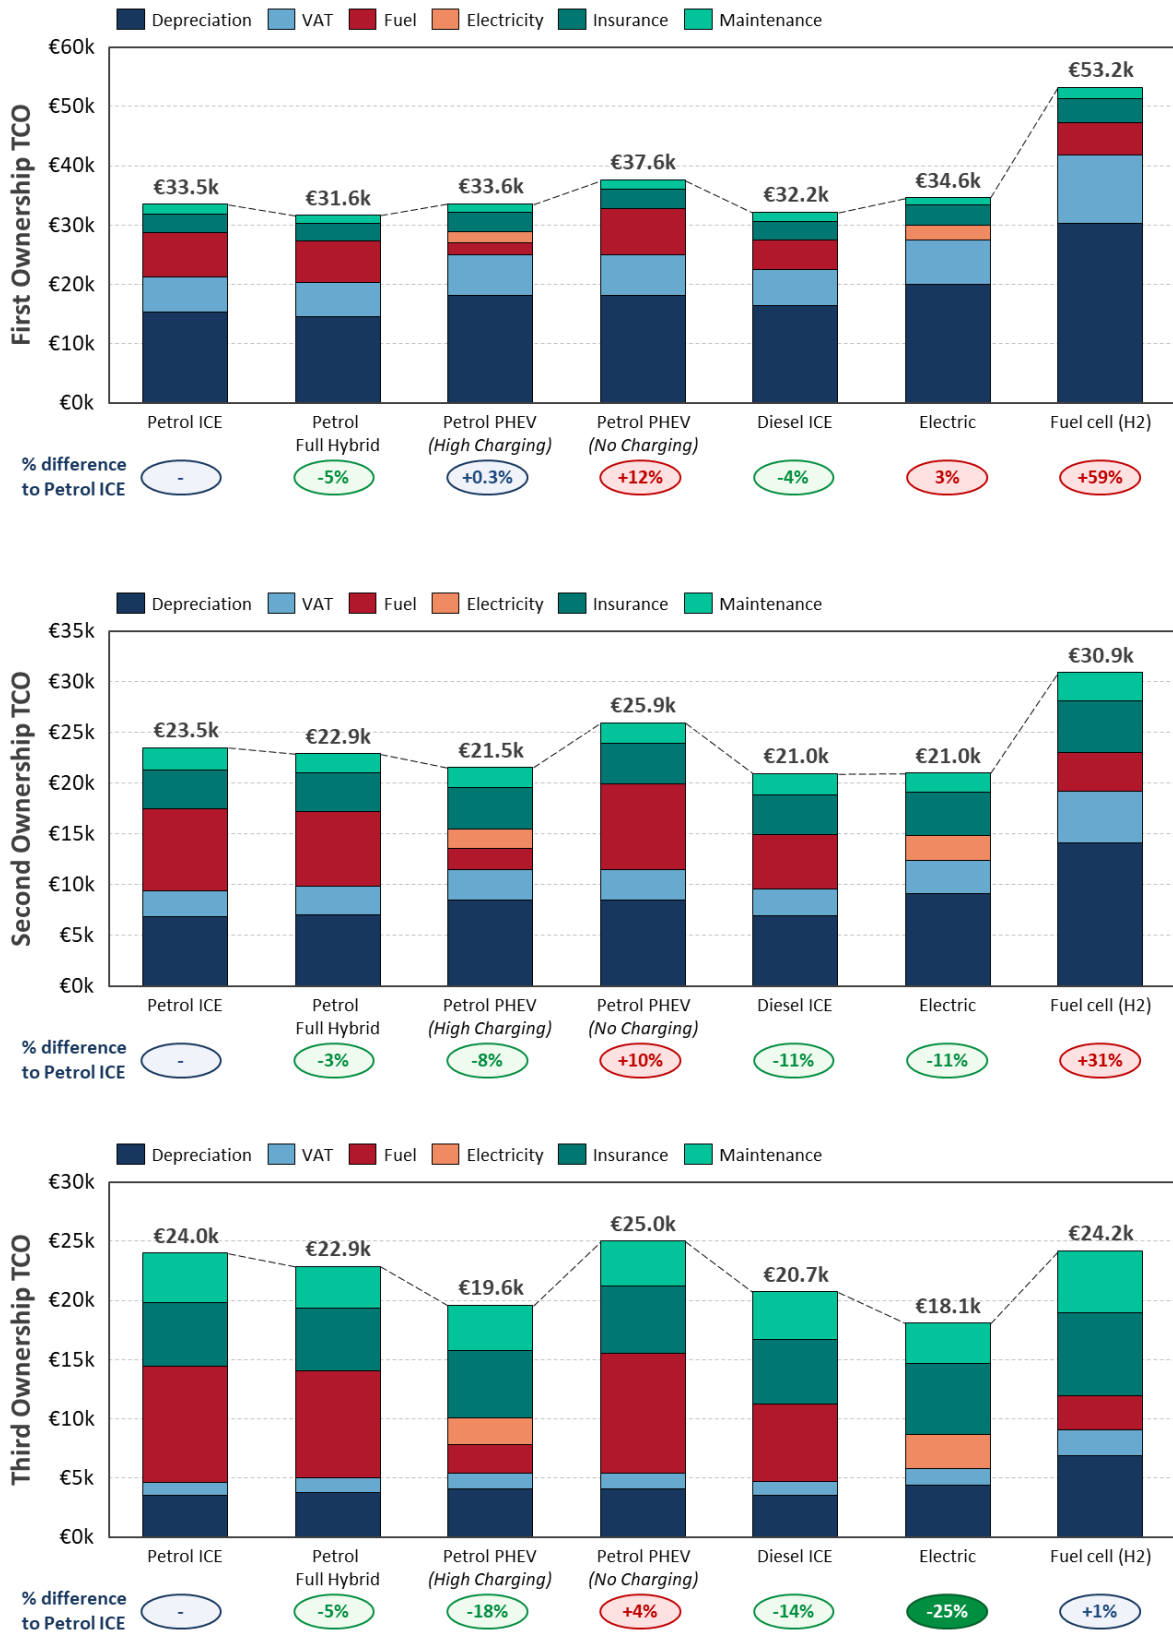 Depreciation VAT Fuel Electricity Insurance Maintenance
First Ownership TCO
€60k
€50k
€40k
€30k
€20k
€10k
€0k
€33.5k €31.6k €33.6k €37.6k €32.2k €34.6k €53.2k
Petrol ICE Petrol Petrol PHEV Petrol PHEV Diesel ICE Electric Fuel cell (H2)
Full Hybrid (High Charging) (No Charging)
% difference
to Petrol ICE
- -5% +0.3% +12% -4% 3% +59%
Depreciation VAT Fuel Electricity Insurance Maintenance
Second Ownership TCO
€35k
€30k
€25k
€20k
€15k
€10k
€5k
€0k
€23.5k €22.9k €21.5k €25.9k €21.0k €21.0k €30.9k
Petrol ICE Petrol Petrol PHEV Petrol PHEV Diesel ICE Electric Fuel cell (H2)
Full Hybrid (High Charging) (No Charging)
% difference
to Petrol ICE
- -3% -8% +10% -11% -11% +31%
Depreciation VAT Fuel Electricity Insurance Maintenance
Third Ownership TCO
€30k
€25k
€20k
€15k
€10k
€5k
€0k
€24.0k €22.9k €19.6k €25.0k €20.7k €18.1k €24.2k
Petrol ICE Petrol Petrol PHEV Petrol PHEV Diesel ICE Electric Fuel cell (H2)
Full Hybrid (High Charging) (No Charging)
% difference
to Petrol ICE
- -5% -18% +4% -14% -25% +1%